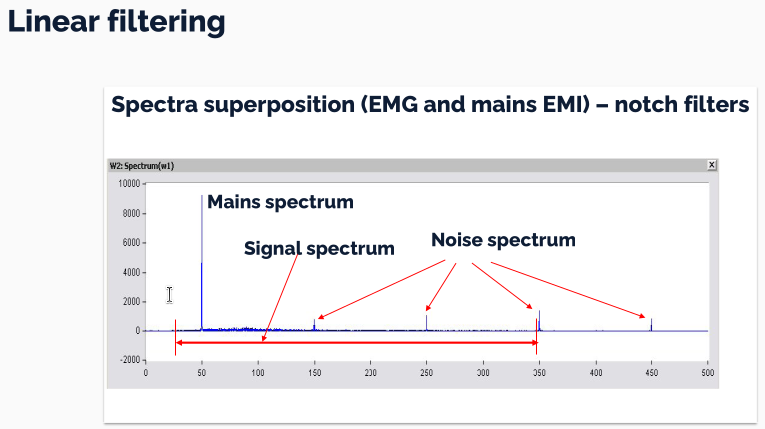 Linear filtering
Spectra superposition (EMG and mains EMI) – notch filters
W2: Spectrum(w1)
X
10000
Mains spectrum
8000
Noise spectrum
Signal spectrum
6000
4000
2000
0
-2000
0 50 100 150 200 250 300 350 400 450 500